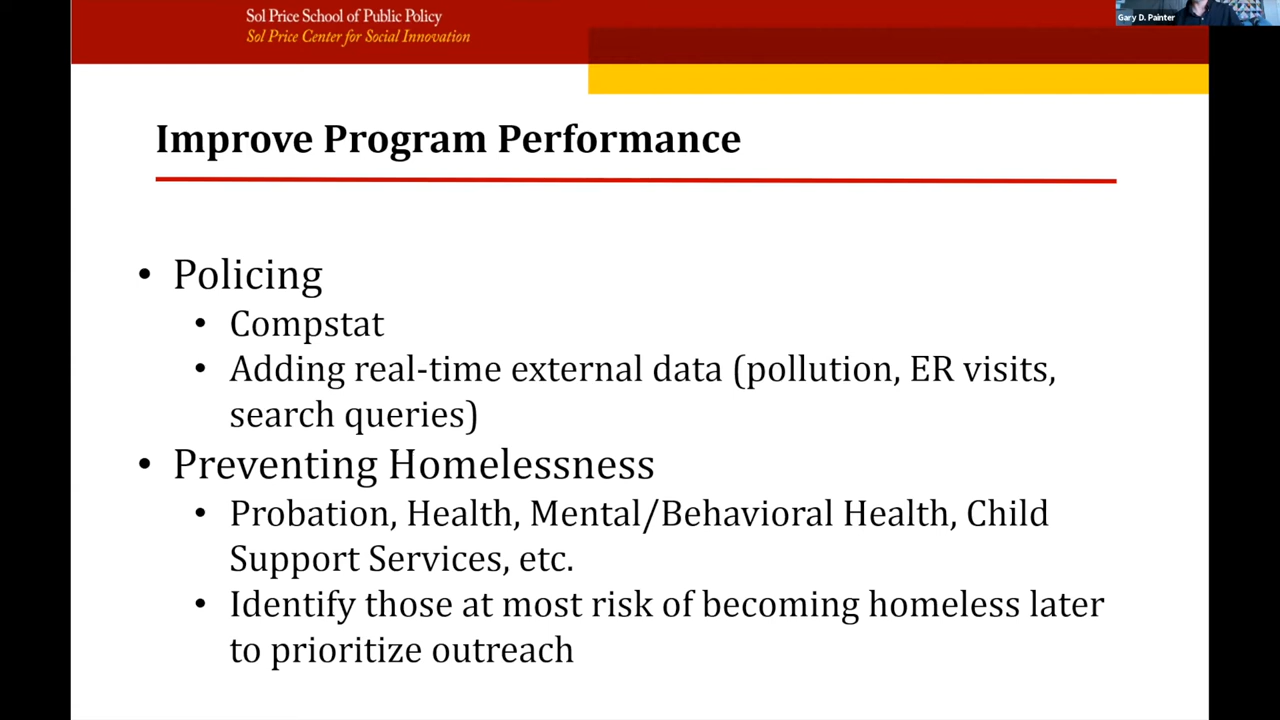 Sol Price School of Public Policy
Sol Price Center for Social Innovation
Gary D. Painter
Improve Program Performance
• Policing
• Compstat
• Adding real-time external data (pollution, ER visits,
search queries)
• Preventing Homelessness
• Probation, Health, Mental/Behavioral Health, Child
Support Services, etc.
• Identify those at most risk of becoming homeless later
to prioritize outreach